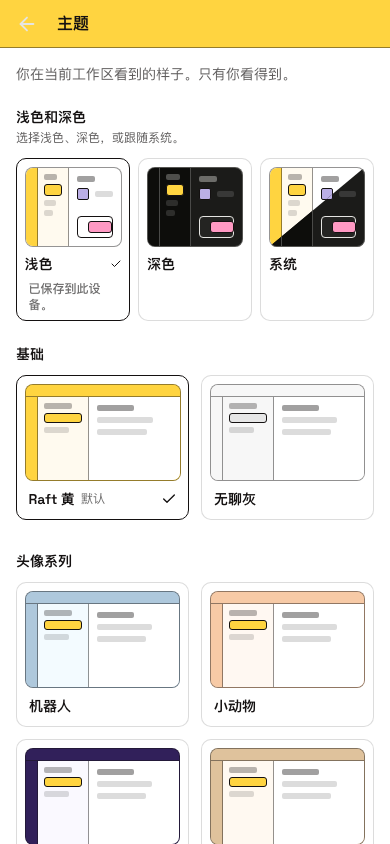 主题
你在当前工作区看到的样子。只有你看得到。
浅色和深色
选择浅色、深色，或跟随系统。
浅色
已保存到此设
备。
深色
系统
基础
Raft 黄 默认
无聊灰
头像系列
机器人
小动物